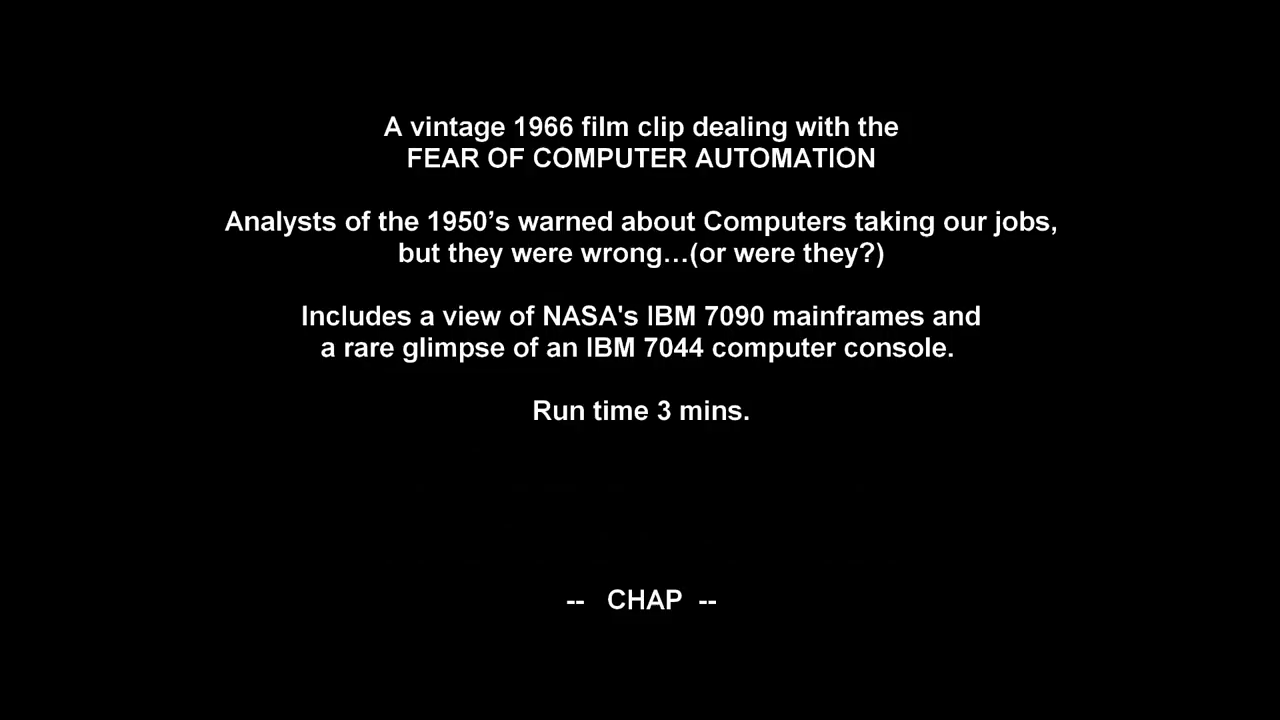 A vintage 1966 film clip dealing with the
FEAR OF COMPUTER AUTOMATION
Analysts of the 1950’s warned about Computers taking our jobs,
but they were wrong…(or were they?)
Includes a view of NASA's IBM 7090 mainframes and
a rare glimpse of an IBM 7044 computer console.
Run time 3 mins.
-- CHAP --